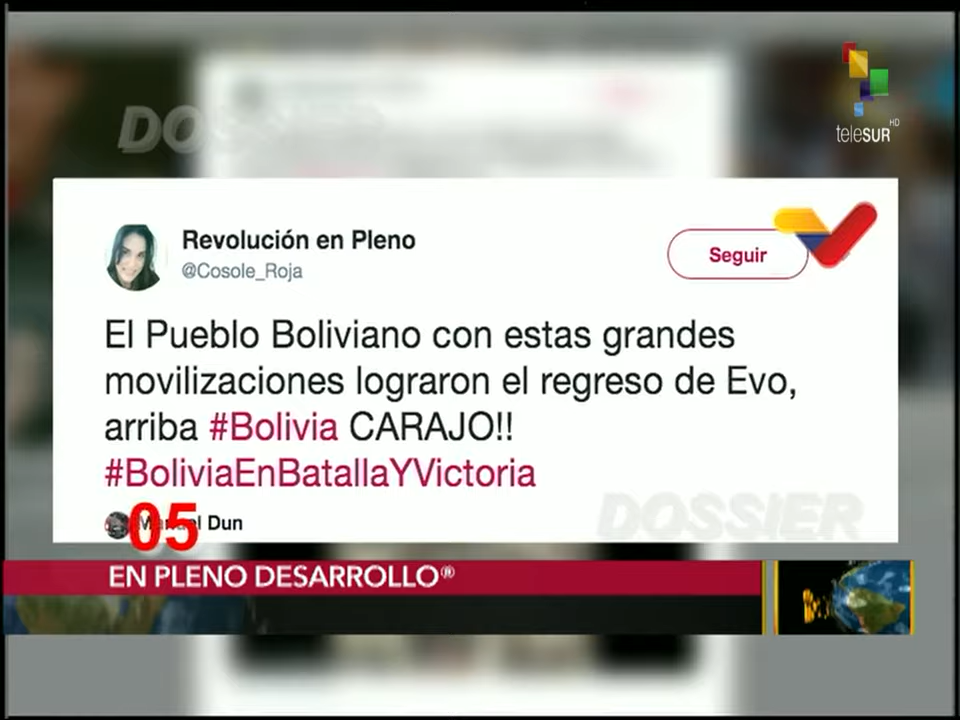 DOSSIER
teleSUR HD
Revolución en Pleno
@Cosole_Roja
Seguir
El Pueblo Boliviano con estas grandes
movilizaciones lograron el regreso de Evo,
arriba #Bolivia CARAJO!!
#BoliviaEnBatallaYVictoria
05
Dun
DOSSIER
EN PLENO DESARROLLO®